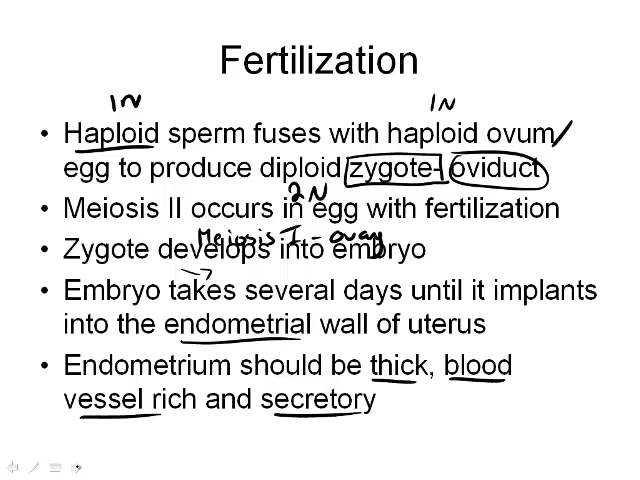 Fertilization
1N 1N
• Haploid sperm fuses with haploid ovum/
egg to produce diploid zygote- oviduct
2N
• Meiosis II occurs in egg with fertilization
Meiosis I - ovary
• Zygote develops into embryo
• Embryo takes several days until it implants
into the endometrial wall of uterus
• Endometrium should be thick, blood
vessel rich and secretory